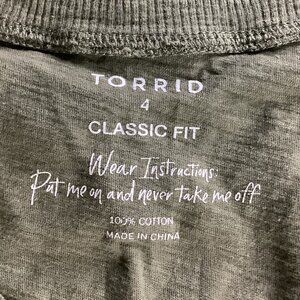 TORRID
4
CLASSIC FIT
Wear Instructions:
Put me on and never take me off
100% COTTON
MADE IN CHINA